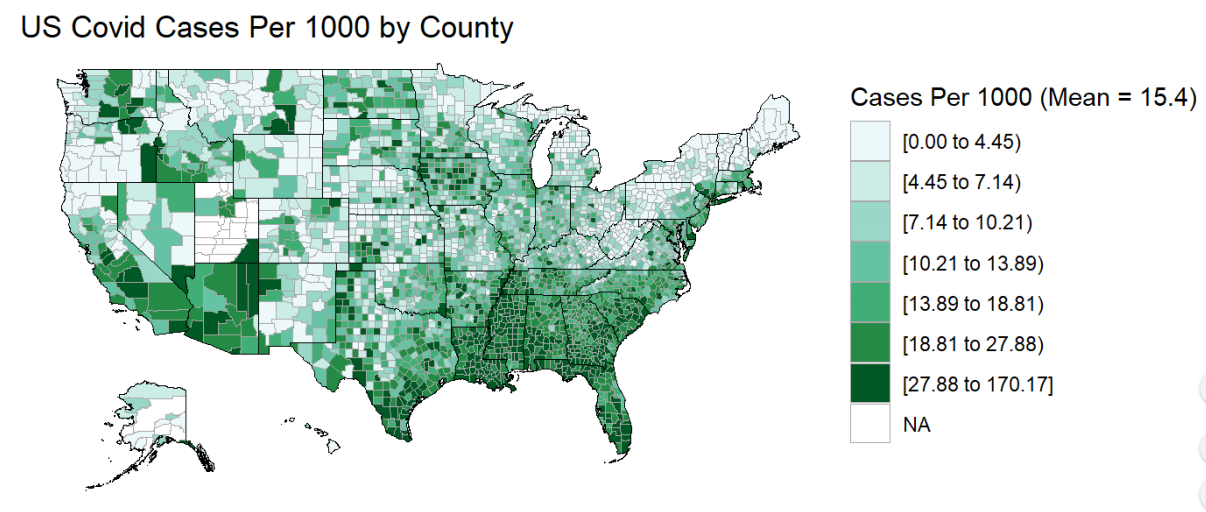 US Covid Cases Per 1000 by County
Cases Per 1000 (Mean = 15.4)
[0.00 to 4.45)
[4.45 to 7.14)
[7.14 to 10.21)
[10.21 to 13.89)
[13.89 to 18.81)
[18.81 to 27.88)
[27.88 to 170.17]
NA